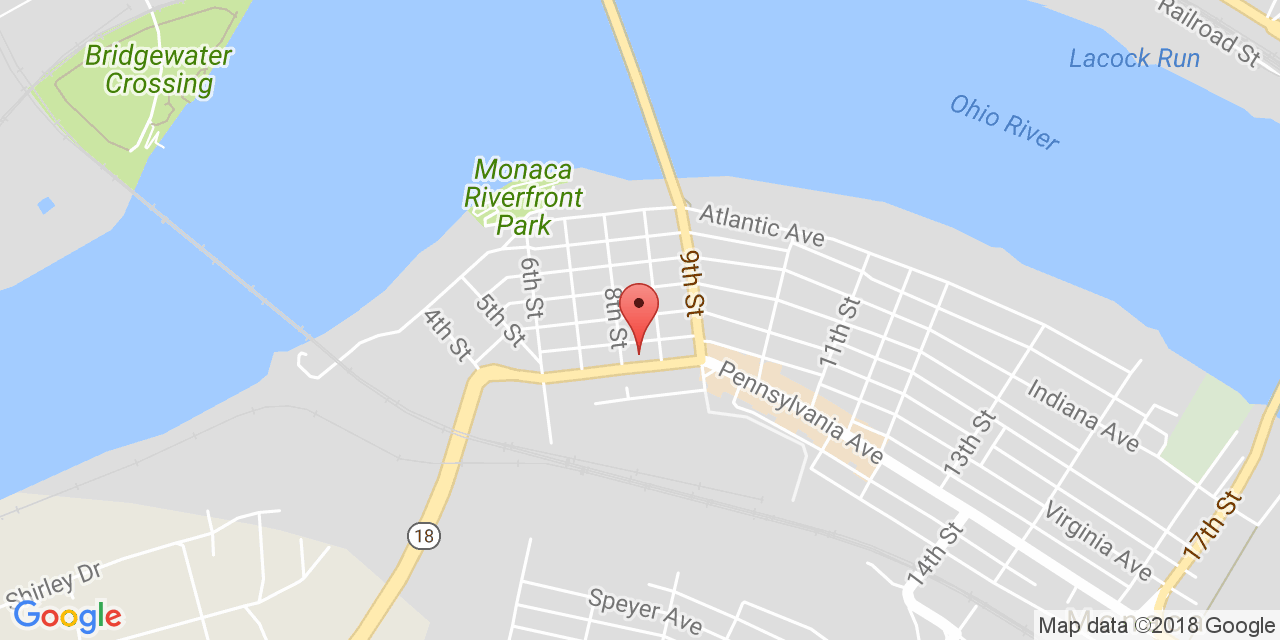 Railroad St
Bridgewater
Crossing
Lacock Run
Ohio River
Monaca
Riverfront
Park
Atlantic Ave
9th St
6th St
8th St
5th St
4th St
11th St
Pennsylvania Ave
Indiana Ave
13th St
Virginia Ave
17th St
18
14th St
Shirley Dr
Speyer Ave
Google
Map data ©2018 Google